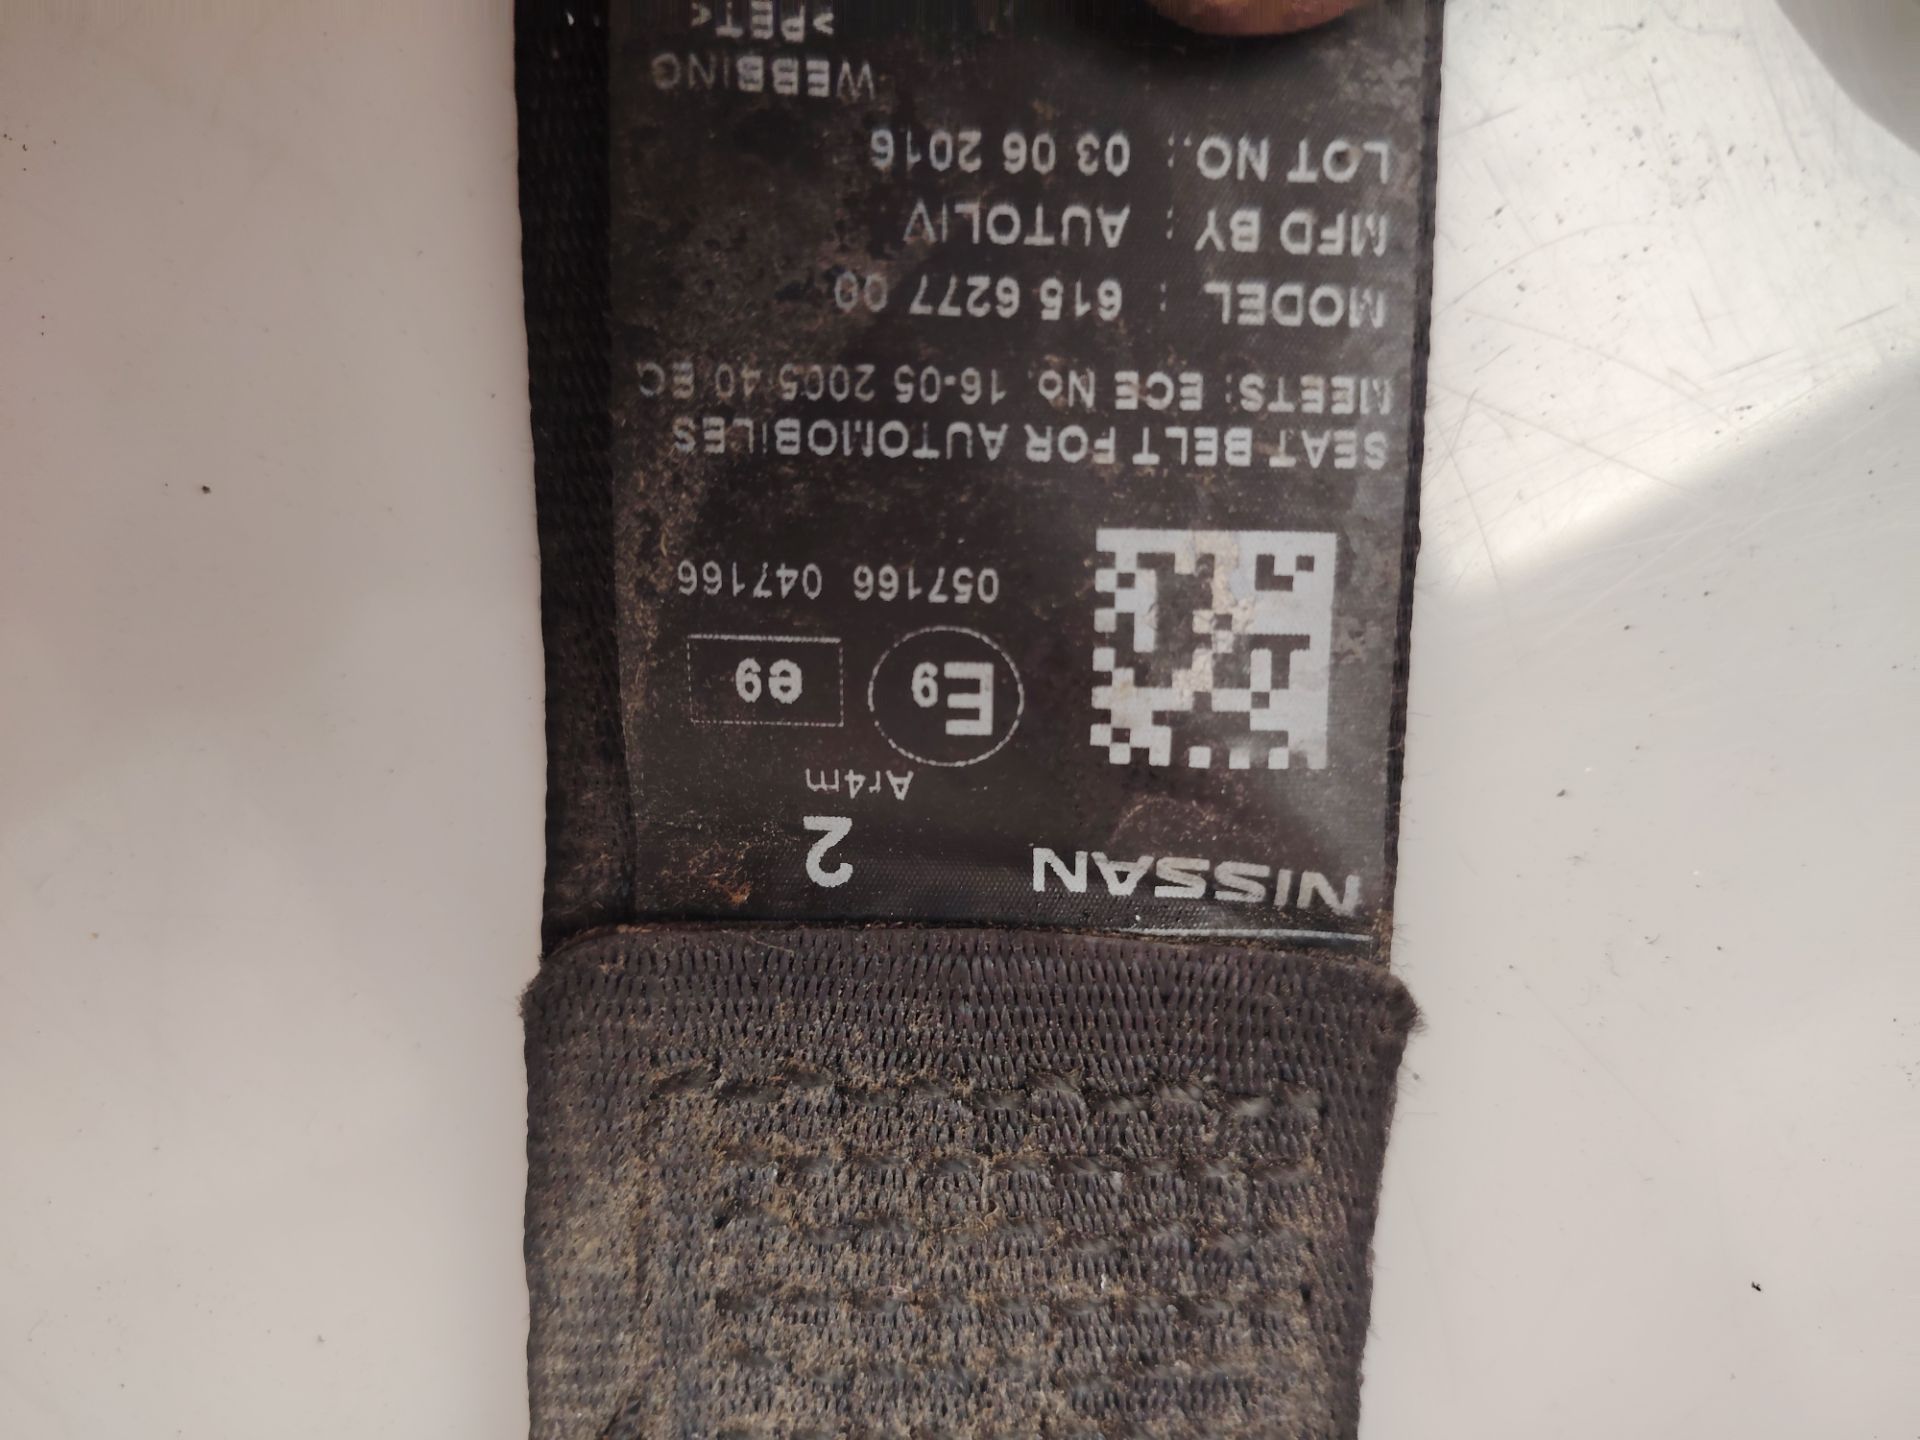 NISSAN 2
Ar4m
E9 e9
057166 047166
SEAT BELT FOR AUTOMOBILES
MEETS: ECE No. 16-05 2005/40 EC
MODEL : 615 6277 00
MFD BY : AUTOLIV
LOT NO.: 03 06 2016
WEBBING
>PET<